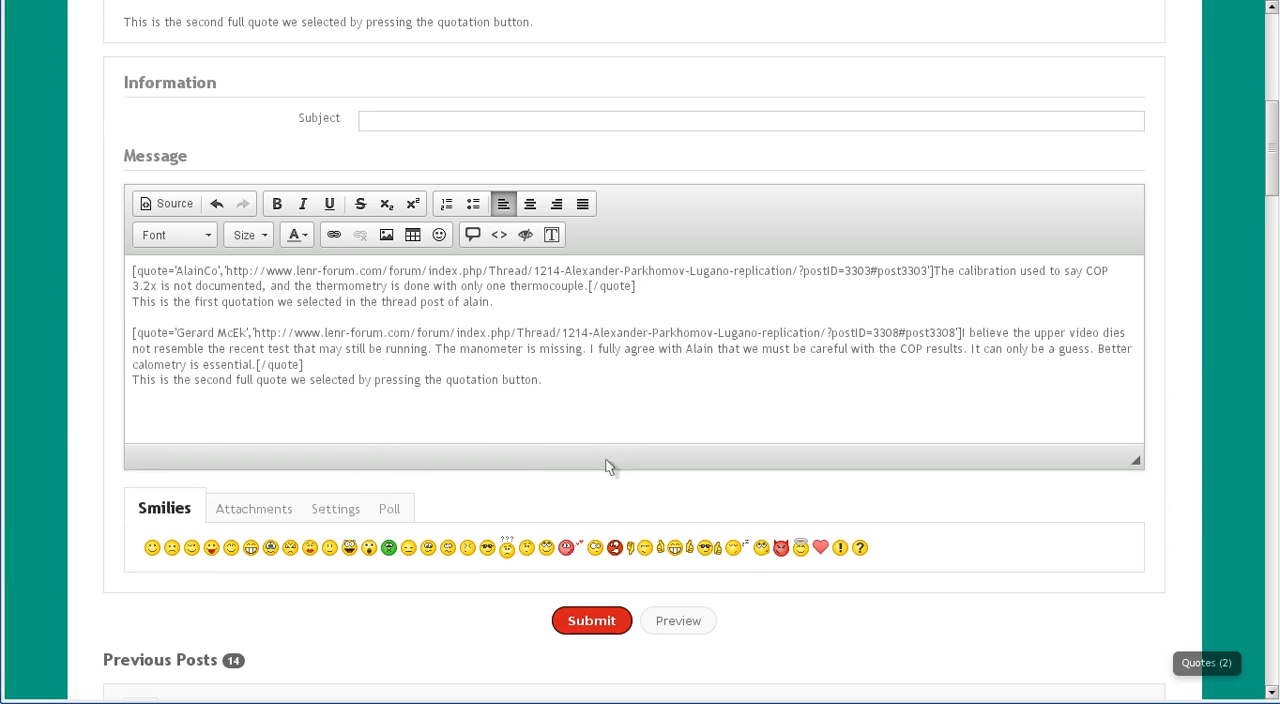 This is the second full quote we selected by pressing the quotation button.
Information
Subject
Message
Source B I U S x₂ x²
Font Size A T
[quote='AlainCo','http://www.lenr-forum.com/forum/index.php/Thread/1214-Alexander-Parkhomov-Lugano-replication/?postID=3303#post3303']The calibration used to say COP
3.2x is not documented, and the thermometry is done with only one thermocouple.[/quote]
This is the first quotation we selected in the thread post of alain.
[quote='Gerard McEk','http://www.lenr-forum.com/forum/index.php/Thread/1214-Alexander-Parkhomov-Lugano-replication/?postID=3308#post3308']I believe the upper video dies
not resemble the recent test that may still be running. The manometer is missing. I fully agree with Alain that we must be careful with the COP results. It can only be a guess. Better
calometry is essential.[/quote]
This is the second full quote we selected by pressing the quotation button.
Smilies Attachments Settings Poll
Submit Preview
Previous Posts 14
Quotes (2)